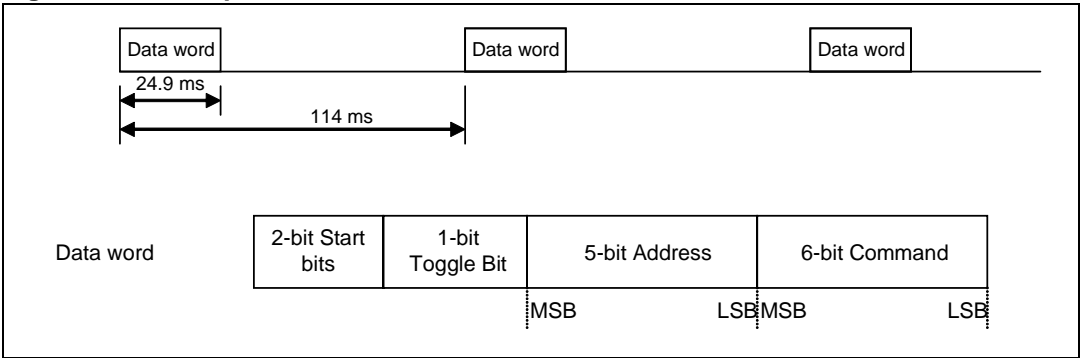 Data word Data word Data word
24.9 ms
114 ms
Data word
2-bit Start
bits
1-bit
Toggle Bit
5-bit Address
6-bit Command
MSB LSB MSB LSB